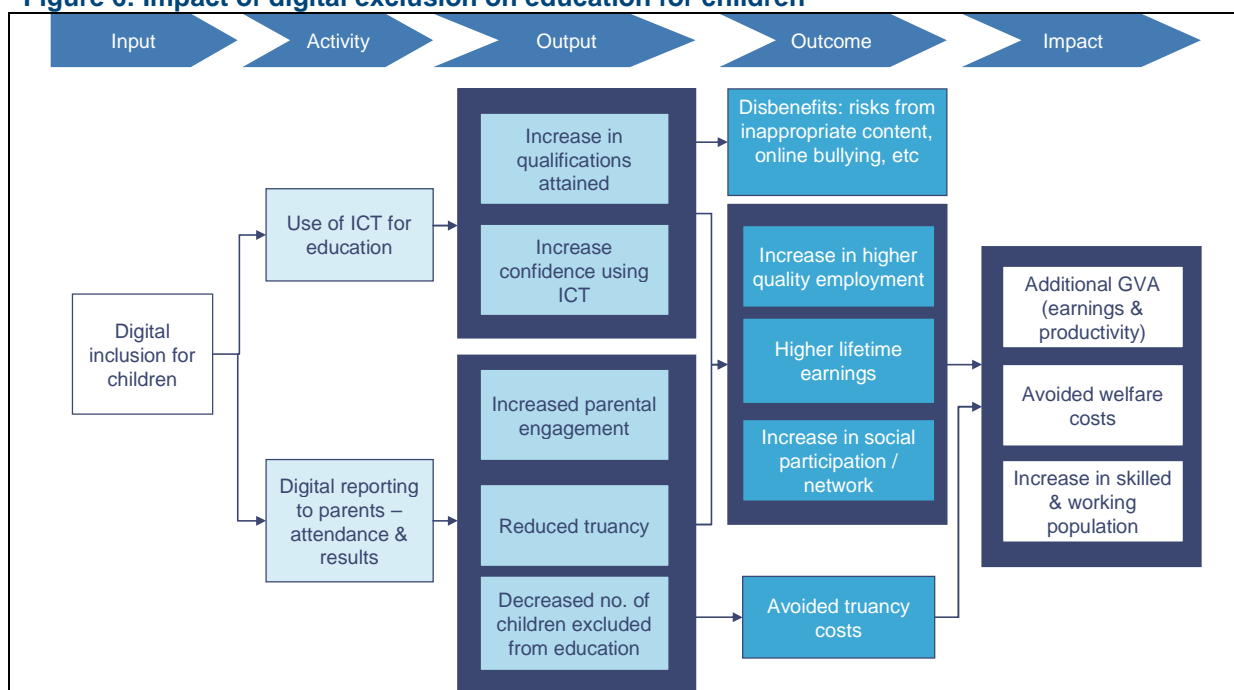 Figure 6: Impact of digital exclusion on education for children
Input
Activity
Output
Outcome
Impact
Digital
inclusion for
children
Use of ICT for
education
Digital reporting
to parents –
attendance &
results
Increase in
qualifications
attained
Increase
confidence using
ICT
Increased parental
engagement
Reduced truancy
Decreased no. of
children excluded
from education
Disbenefits: risks from
inappropriate content,
online bullying, etc
Increase in higher
quality employment
Higher lifetime
earnings
Increase in social
participation /
network
Avoided truancy
costs
Additional GVA
(earnings &
productivity)
Avoided welfare
costs
Increase in skilled
& working
population